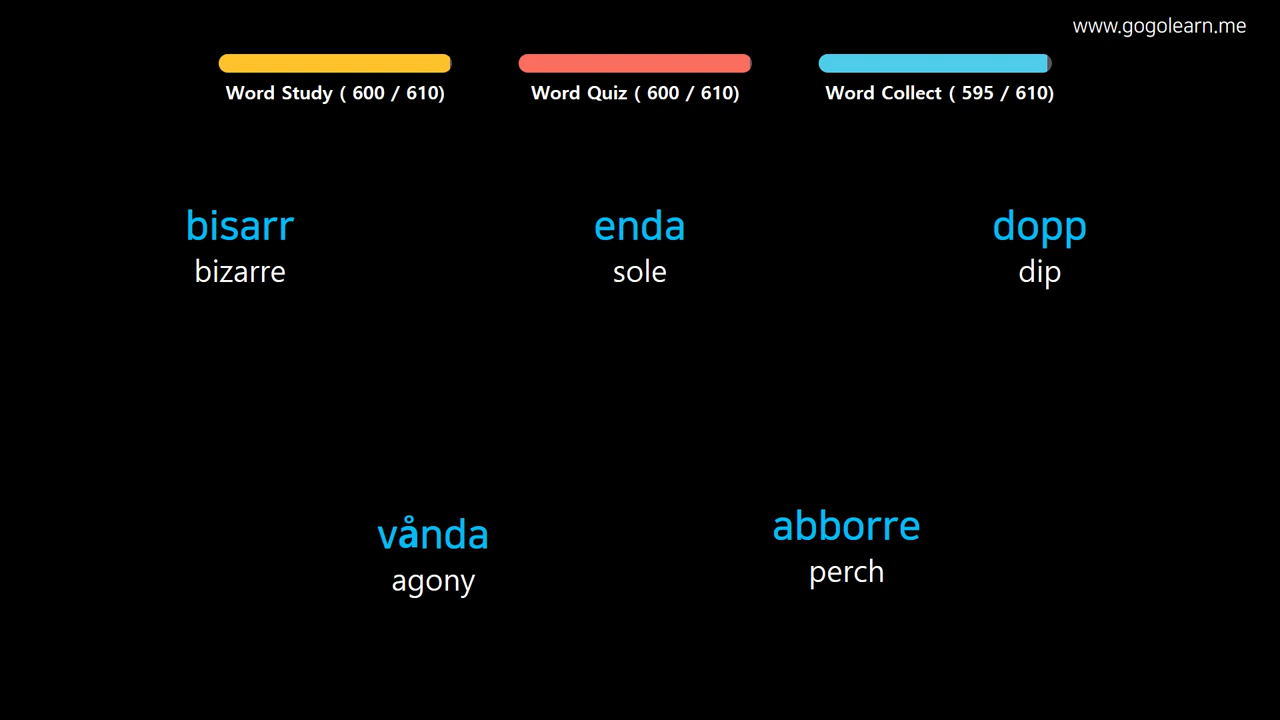 www.gogolearn.me
Word Study ( 600 / 610)
Word Quiz ( 600 / 610)
Word Collect ( 595 / 610)
bisarr
bizarre
enda
sole
dopp
dip
vånda
agony
abborre
perch